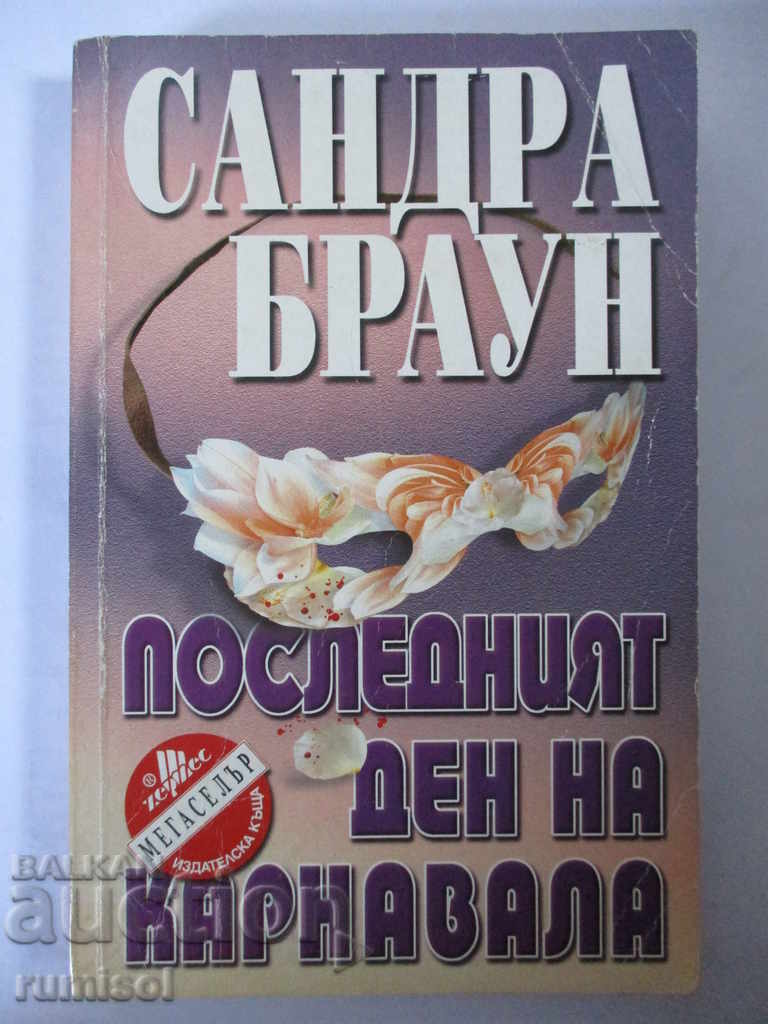 САНДРА
БРАУН
ПОСЛЕДНИЯТ
ДЕН НА
КАРНАВАЛА
®
хермес
МЕГАСЕЛЪР
ИЗДАТЕЛСКА КЪЩА
BALKAN
auction
rumisol